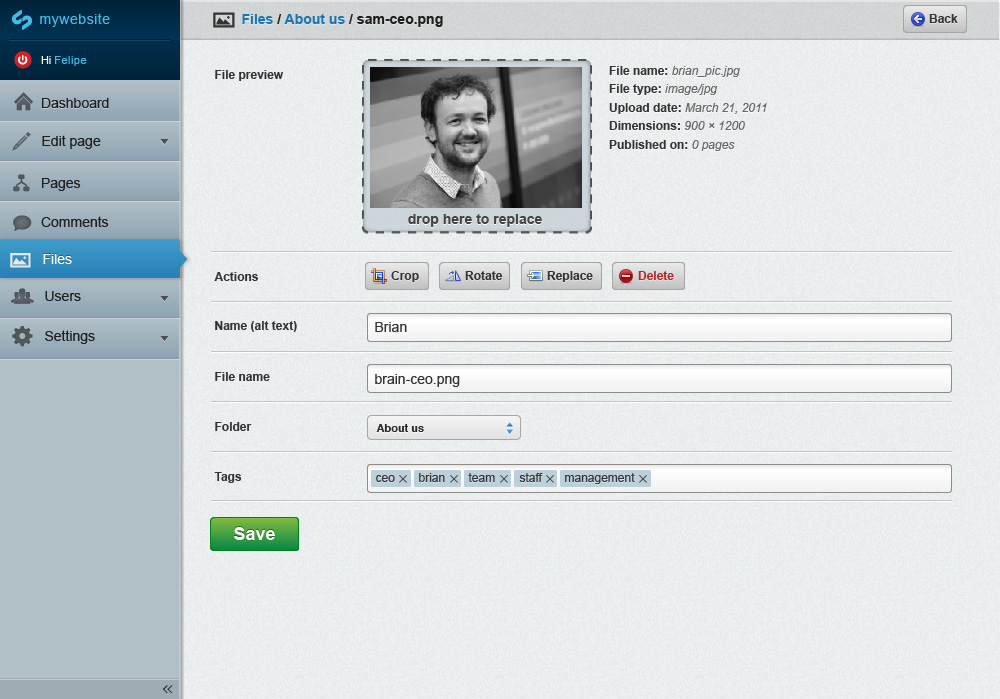 mywebsite
Hi Felipe
Dashboard
Edit page
Pages
Comments
Files
Users
Settings
«
Files / About us / sam-ceo.png
Back
File preview
drop here to replace
File name: brian_pic.jpg
File type: image/jpg
Upload date: March 21, 2011
Dimensions: 900 × 1200
Published on: 0 pages
Actions
Crop
Rotate
Replace
Delete
Name (alt text)
Brian
File name
brain-ceo.png
Folder
About us
Tags
ceo × brian × team × staff × management ×
Save